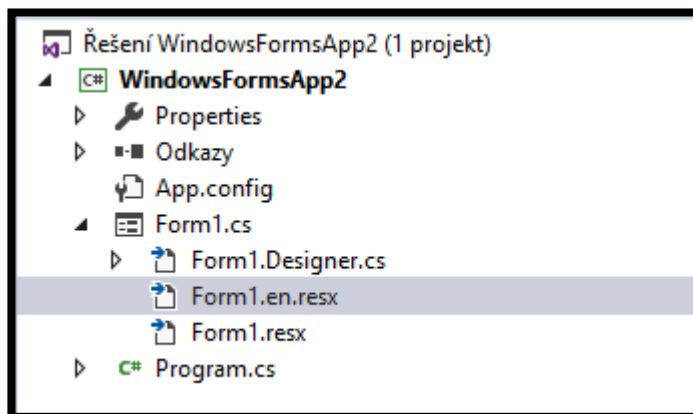 Řešení WindowsFormsApp2 (1 projekt)
C# WindowsFormsApp2
Properties
Odkazy
App.config
Form1.cs
Form1.Designer.cs
Form1.en.resx
Form1.resx
C# Program.cs